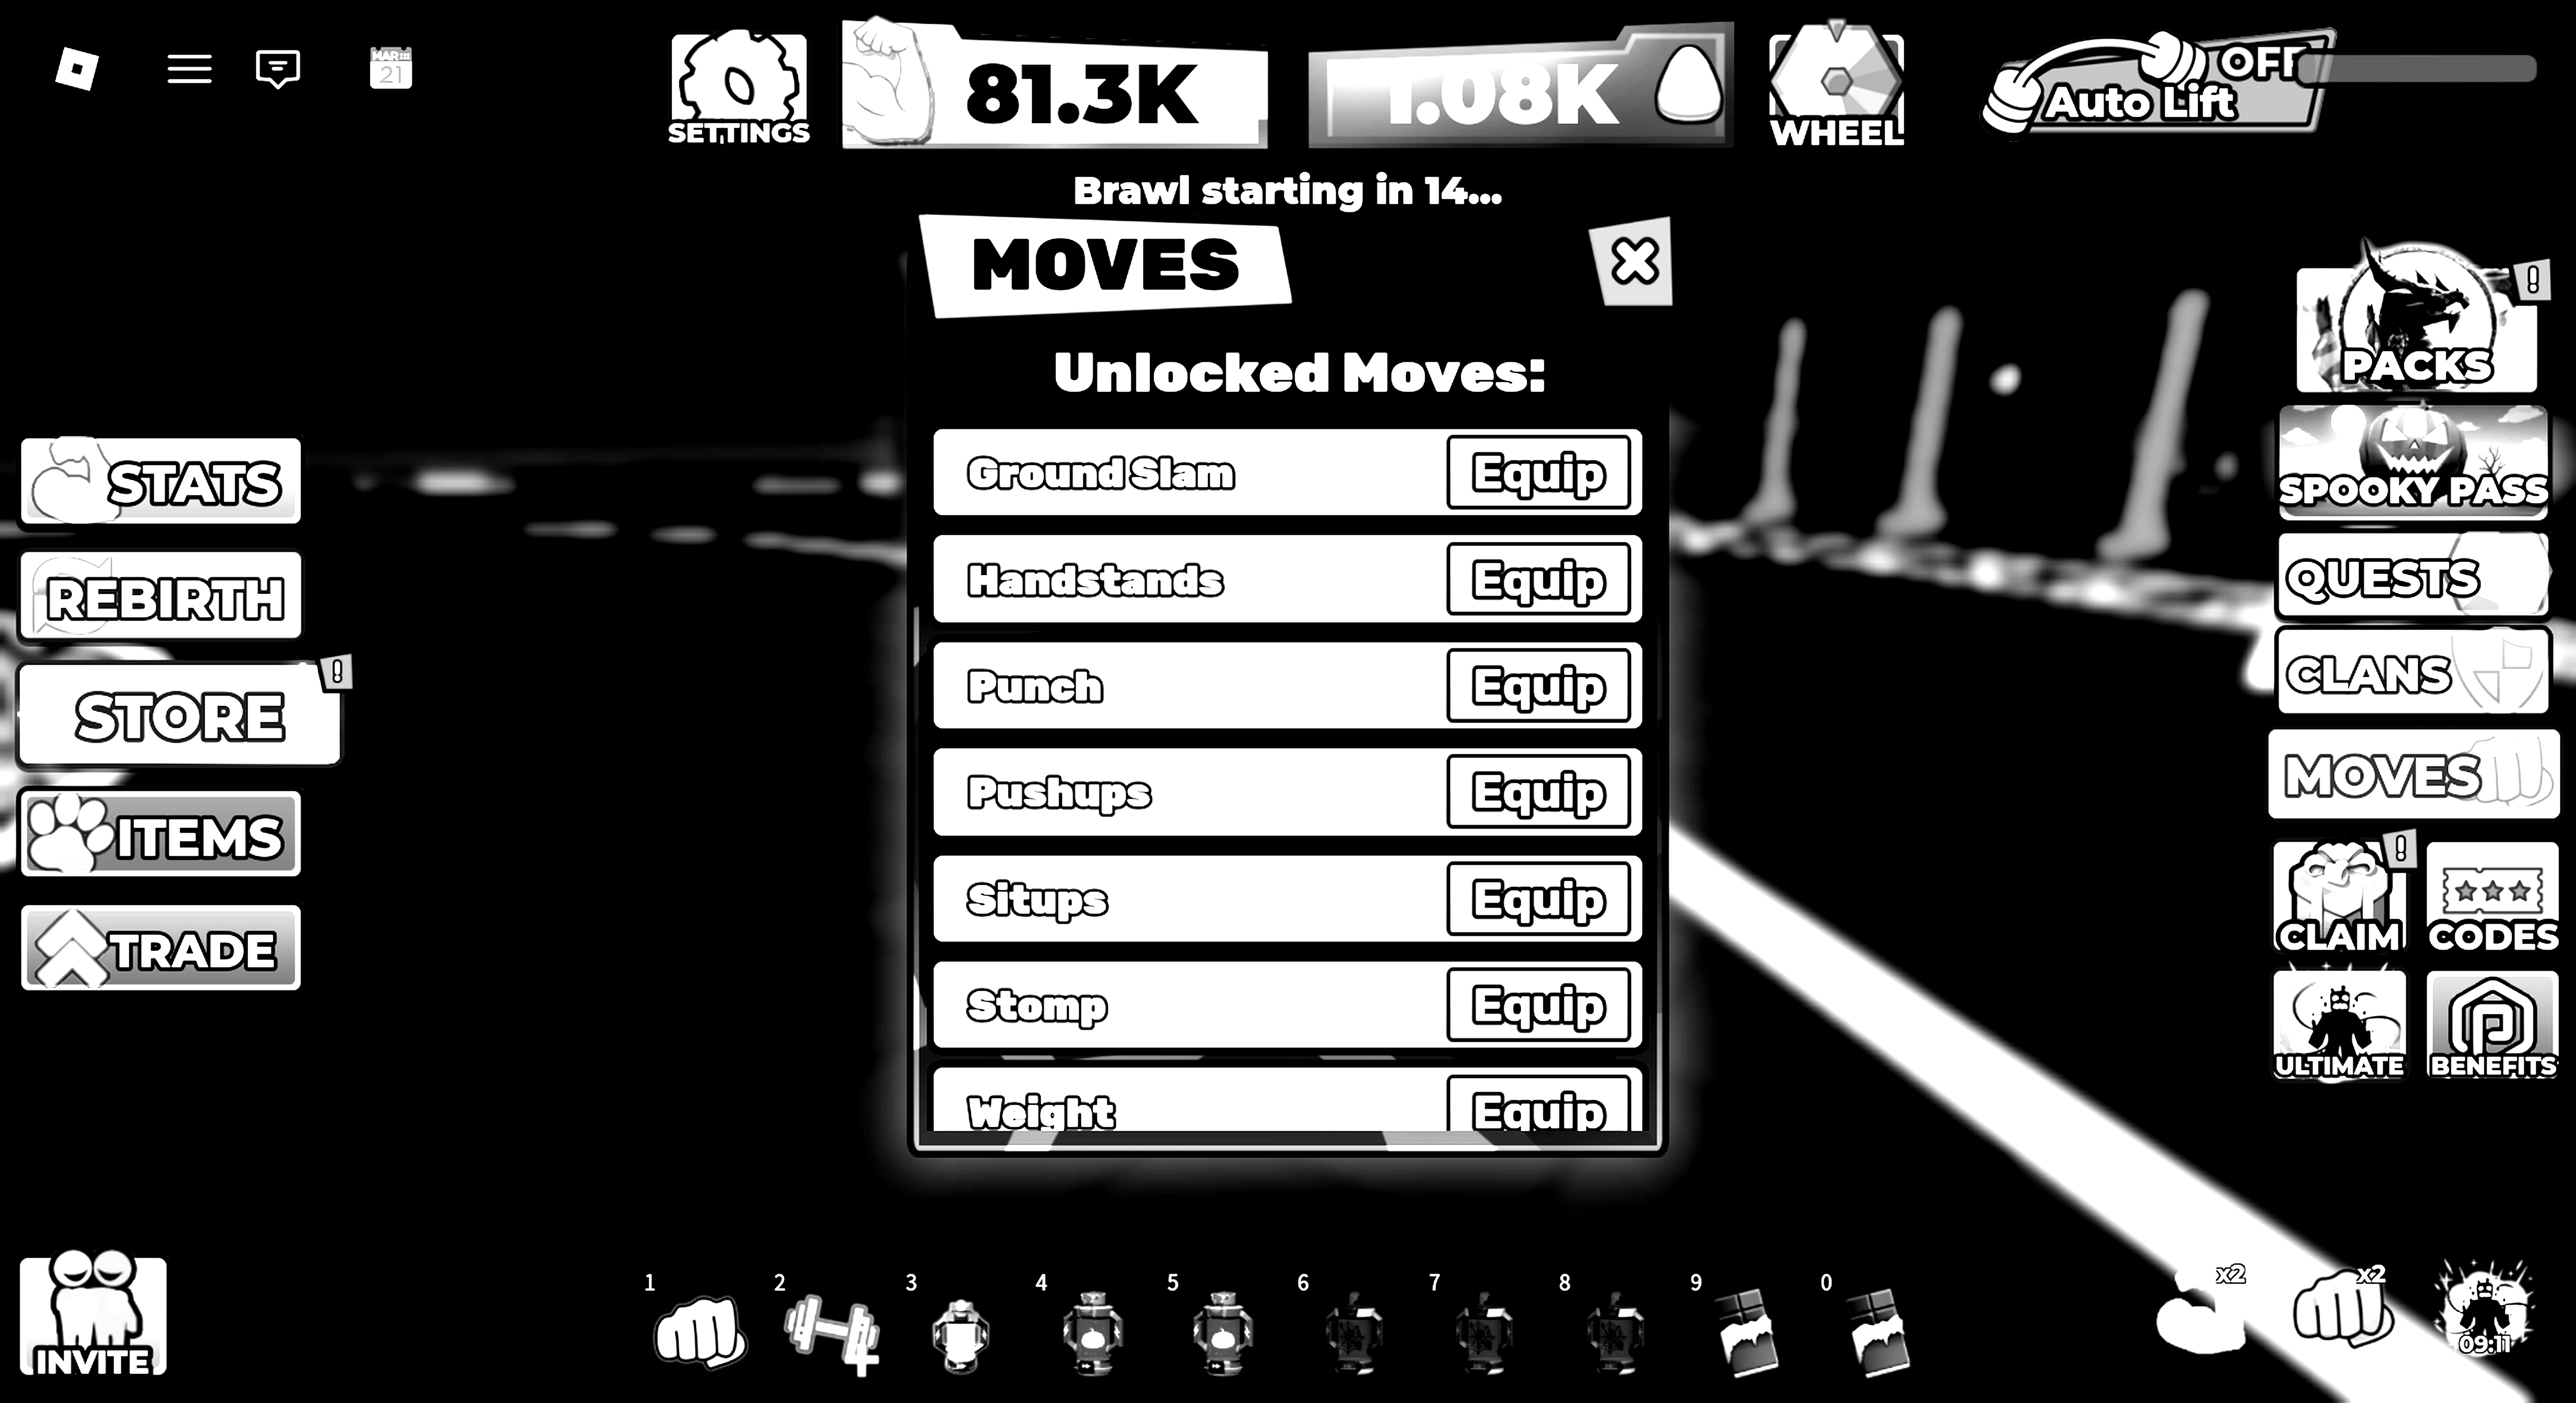 MAR
21
SETTINGS
81.3K
1.08K
WHEEL
OFF
Auto Lift
Brawl starting in 14...
MOVES
Unlocked Moves:
Ground Slam
Equip
Handstands
Equip
Punch
Equip
Pushups
Equip
Situps
Equip
Stomp
Equip
Weight
Equip
STATS
REBIRTH
!
STORE
ITEMS
TRADE
INVITE
!
PACKS
SPOOKY PASS
QUESTS
CLANS
MOVES
!
CLAIM
CODES
ULTIMATE
BENEFITS
1
2
3
4
5
6
7
8
9
0
x2
x2
09:11